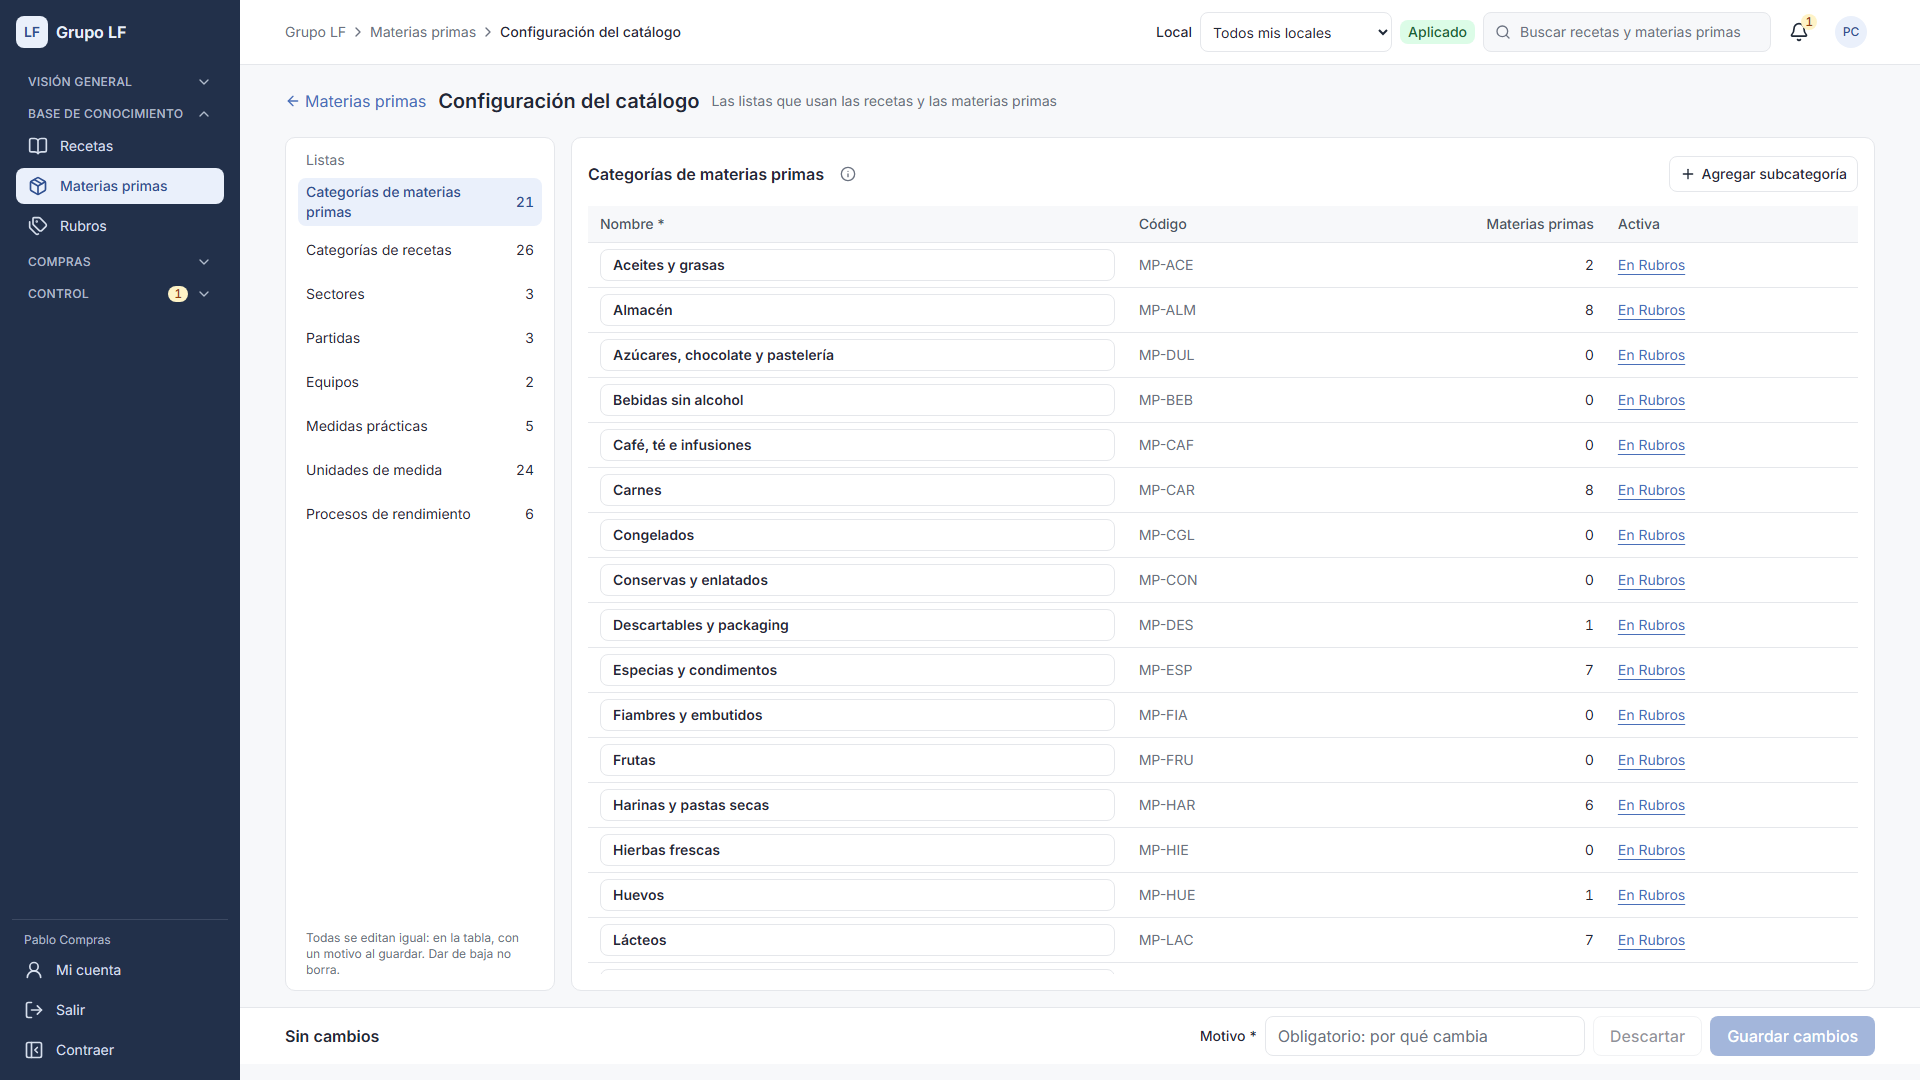 LF Grupo LF
VISIÓN GENERAL
BASE DE CONOCIMIENTO
Recetas
Materias primas
Rubros
COMPRAS
CONTROL 1
Pablo Compras
Mi cuenta
Salir
Contraer
Grupo LF > Materias primas > Configuración del catálogo
Local Todos mis locales Aplicado Buscar recetas y materias primas 1 PC
← Materias primas Configuración del catálogo Las listas que usan las recetas y las materias primas
Listas
Categorías de materias
primas 21
Categorías de recetas 26
Sectores 3
Partidas 3
Equipos 2
Medidas prácticas 5
Unidades de medida 24
Procesos de rendimiento 6
Todas se editan igual: en la tabla, con
un motivo al guardar. Dar de baja no
borra.
Categorías de materias primas + Agregar subcategoría
Nombre * Código Materias primas Activa
Aceites y grasas MP-ACE 2 En Rubros
Almacén MP-ALM 8 En Rubros
Azúcares, chocolate y pastelería MP-DUL 0 En Rubros
Bebidas sin alcohol MP-BEB 0 En Rubros
Café, té e infusiones MP-CAF 0 En Rubros
Carnes MP-CAR 8 En Rubros
Congelados MP-CGL 0 En Rubros
Conservas y enlatados MP-CON 0 En Rubros
Descartables y packaging MP-DES 1 En Rubros
Especias y condimentos MP-ESP 7 En Rubros
Fiambres y embutidos MP-FIA 0 En Rubros
Frutas MP-FRU 0 En Rubros
Harinas y pastas secas MP-HAR 6 En Rubros
Hierbas frescas MP-HIE 0 En Rubros
Huevos MP-HUE 1 En Rubros
Lácteos MP-LAC 7 En Rubros
Sin cambios Motivo * Obligatorio: por qué cambia Descartar Guardar cambios